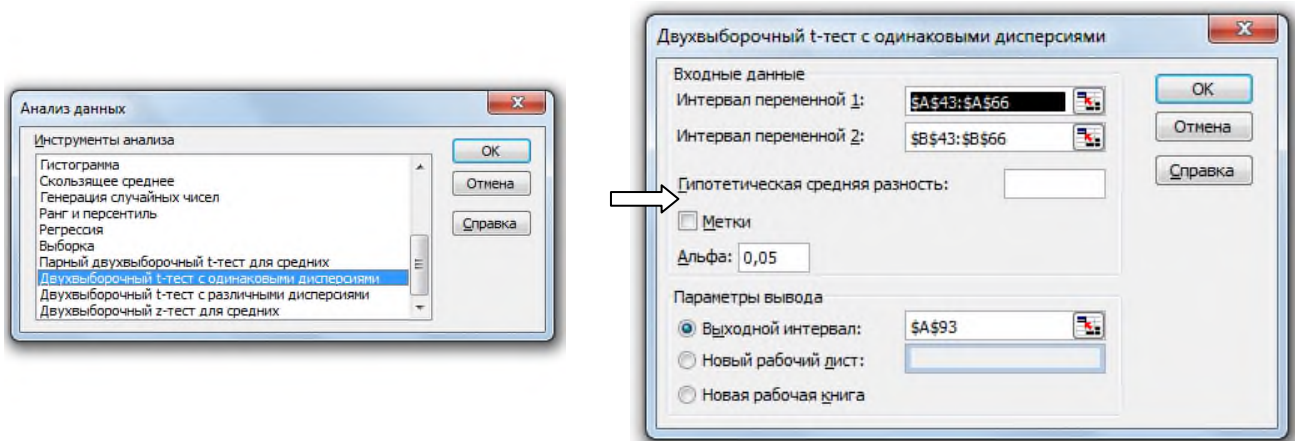 Анализ данных
Инструменты анализа
Гистограмма
Скользящее среднее
Генерация случайных чисел
Ранг и персентиль
Регрессия
Выборка
Парный двухвыборочный t-тест для средних
Двухвыборочный t-тест с одинаковыми дисперсиями
Двухвыборочный t-тест с различными дисперсиями
Двухвыборочный z-тест для средних
ОК
Отмена
Справка
Двухвыборочный t-тест с одинаковыми дисперсиями
Входные данные
Интервал переменной 1: $A$43:$A$66
Интервал переменной 2: $B$43:$B$66
Гипотетическая средняя разность:
Метки
Альфа: 0,05
Параметры вывода
Выходной интервал: $A$93
Новый рабочий лист:
Новая рабочая книга
ОК
Отмена
Справка